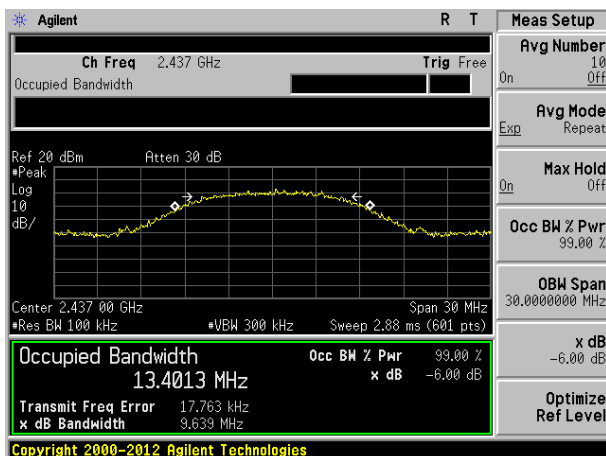 Agilent R T
Ch Freq 2.437 GHz Trig Free
Occupied Bandwidth
Ref 20 dBm Atten 30 dB
#Peak
Log
10
dB/
Center 2.437 00 GHz Span 30 MHz
#Res BW 100 kHz #VBW 300 kHz Sweep 2.88 ms (601 pts)
Occupied Bandwidth Occ BW % Pwr 99.00 %
13.4013 MHz x dB -6.00 dB
Transmit Freq Error 17.763 kHz
x dB Bandwidth 9.639 MHz
Copyright 2000-2012 Agilent Technologies
Meas Setup
Avg Number
10
On Off
Avg Mode
Exp Repeat
Max Hold
On Off
Occ BW % Pwr
99.00 %
OBW Span
30.0000000 MHz
x dB
-6.00 dB
Optimize
Ref Level